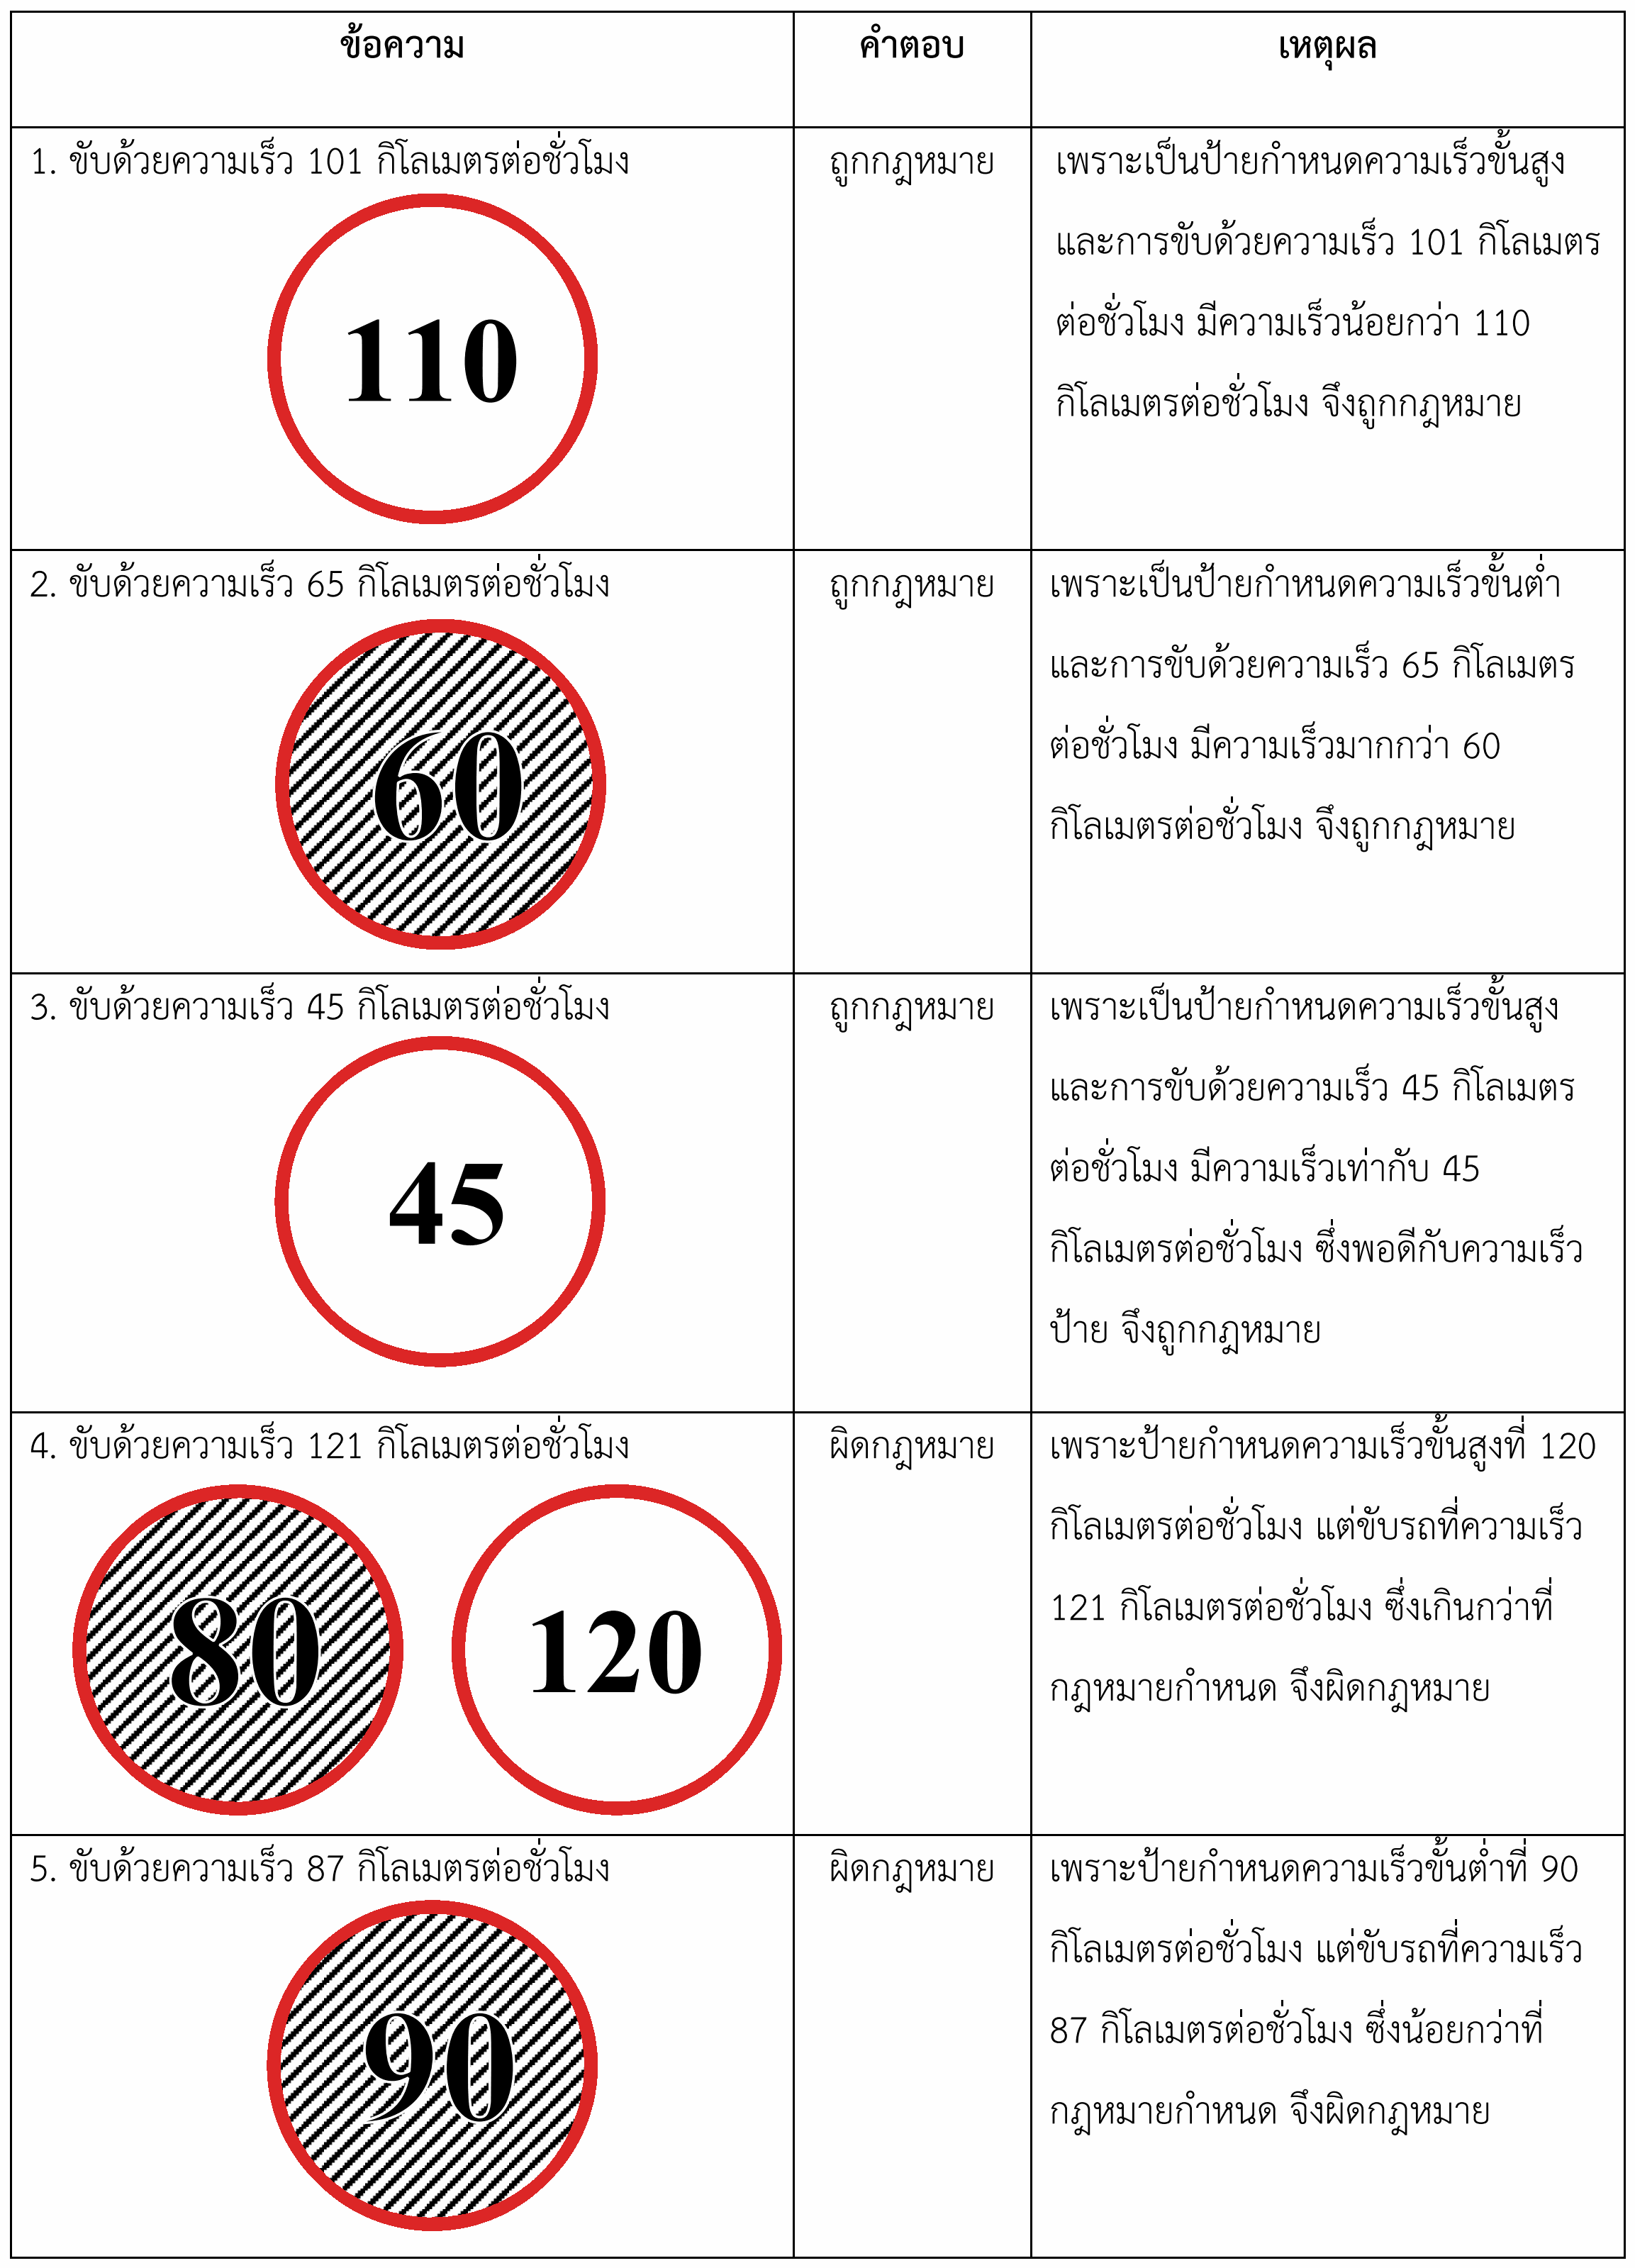 ข้อความ
คำตอบ
เหตุผล
1. ขับด้วยความเร็ว 101 กิโลเมตรต่อชั่วโมง
110
ถูกกฎหมาย
เพราะเป็นป้ายกำหนดความเร็วขั้นสูง
และการขับด้วยความเร็ว 101 กิโลเมตร
ต่อชั่วโมง มีความเร็วน้อยกว่า 110
กิโลเมตรต่อชั่วโมง จึงถูกกฎหมาย
2. ขับด้วยความเร็ว 65 กิโลเมตรต่อชั่วโมง
60
ถูกกฎหมาย
เพราะเป็นป้ายกำหนดความเร็วขั้นต่ำ
และการขับด้วยความเร็ว 65 กิโลเมตร
ต่อชั่วโมง มีความเร็วมากกว่า 60
กิโลเมตรต่อชั่วโมง จึงถูกกฎหมาย
3. ขับด้วยความเร็ว 45 กิโลเมตรต่อชั่วโมง
45
ถูกกฎหมาย
เพราะเป็นป้ายกำหนดความเร็วขั้นสูง
และการขับด้วยความเร็ว 45 กิโลเมตร
ต่อชั่วโมง มีความเร็วเท่ากับ 45
กิโลเมตรต่อชั่วโมง ซึ่งพอดีกับความเร็ว
ป้าย จึงถูกกฎหมาย
4. ขับด้วยความเร็ว 121 กิโลเมตรต่อชั่วโมง
80
120
ผิดกฎหมาย
เพราะป้ายกำหนดความเร็วขั้นสูงที่ 120
กิโลเมตรต่อชั่วโมง แต่ขับรถที่ความเร็ว
121 กิโลเมตรต่อชั่วโมง ซึ่งเกินกว่าที่
กฎหมายกำหนด จึงผิดกฎหมาย
5. ขับด้วยความเร็ว 87 กิโลเมตรต่อชั่วโมง
90
ผิดกฎหมาย
เพราะป้ายกำหนดความเร็วขั้นต่ำที่ 90
กิโลเมตรต่อชั่วโมง แต่ขับรถที่ความเร็ว
87 กิโลเมตรต่อชั่วโมง ซึ่งน้อยกว่าที่
กฎหมายกำหนด จึงผิดกฎหมาย